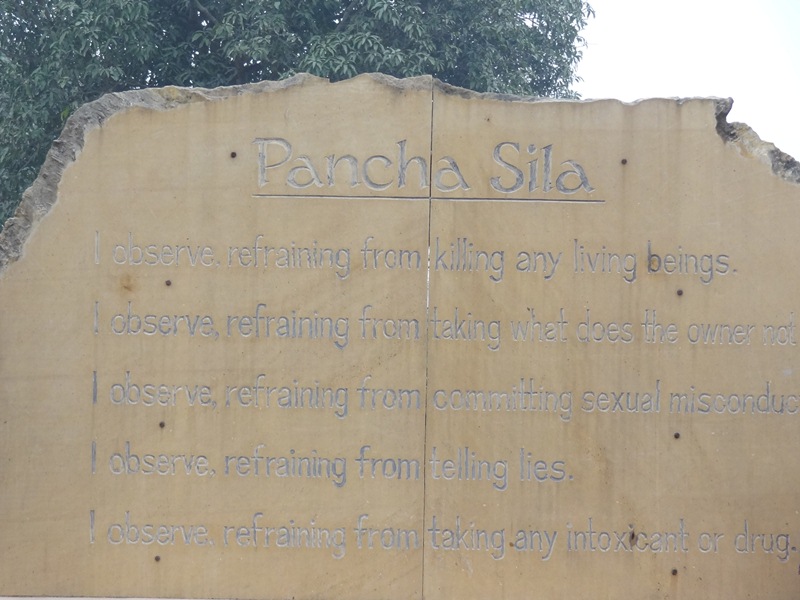 Pancha Sila
I observe, refraining from killing any living beings.
I observe, refraining from taking what does the owner not
I observe, refraining from committing sexual misconduc
I observe, refraining from telling lies.
I observe, refraining from taking any intoxicant or drug.